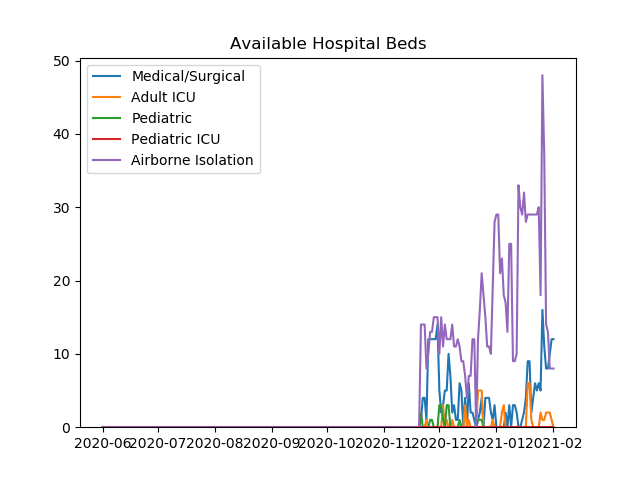 Available Hospital Beds
50
40
30
20
10
0
Medical/Surgical
Adult ICU
Pediatric
Pediatric ICU
Airborne Isolation
2020-06 2020-07 2020-08 2020-09 2020-10 2020-11 2020-12 2021-01 2021-02